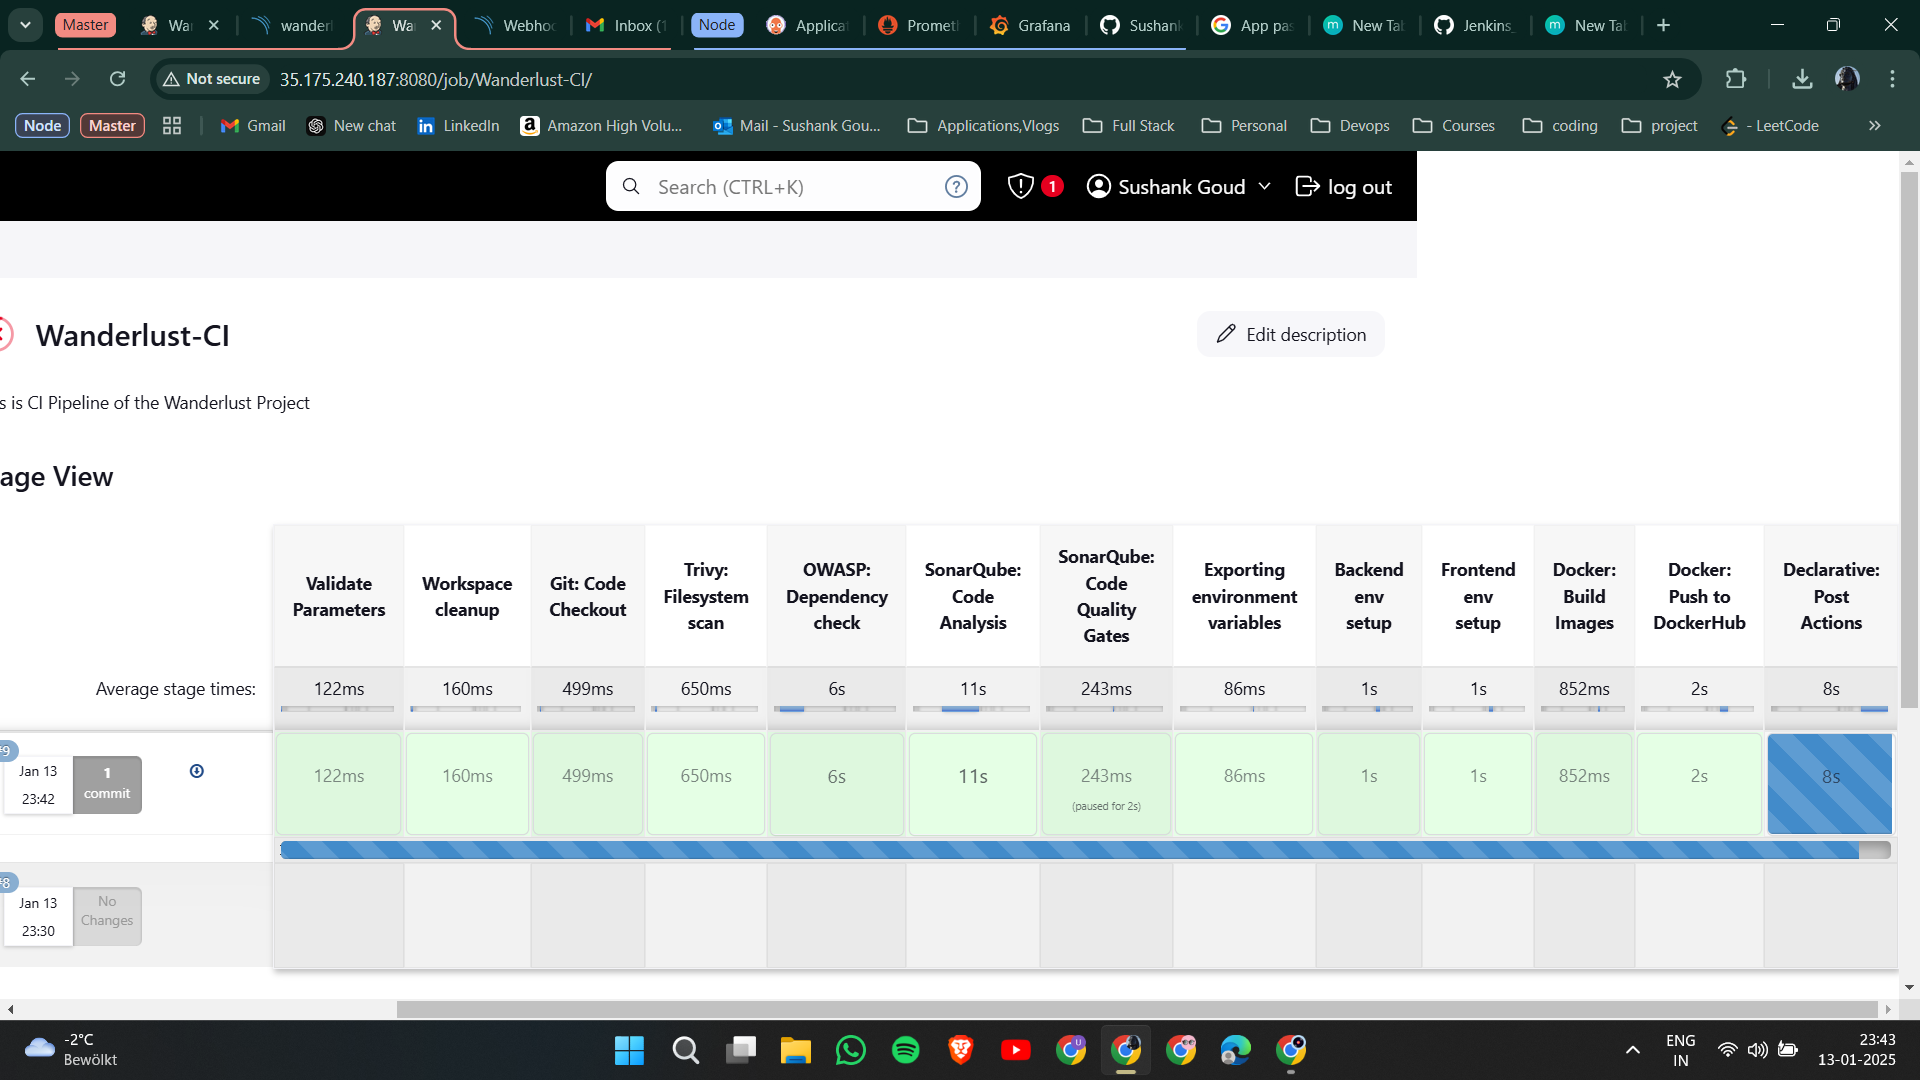 Master
Wa
wanderl
Wa
Webhoo
Inbox (1
Node
Applicat
Prometh
Grafana
Sushank
App pas
New Tab
Jenkins_
New Tab
Not secure
35.175.240.187:8080/job/Wanderlust-CI/
Node
Master
Gmail
New chat
LinkedIn
Amazon High Volu...
Mail - Sushank Gou...
Applications,Vlogs
Full Stack
Personal
Devops
Courses
coding
project
- LeetCode
»
Search (CTRL+K)
?
1
Sushank Goud
log out
Wanderlust-CI
Edit description
s is CI Pipeline of the Wanderlust Project
age View
Validate
Parameters
Workspace
cleanup
Git: Code
Checkout
Trivy:
Filesystem
scan
OWASP:
Dependency
check
SonarQube:
Code
Analysis
SonarQube:
Code
Quality
Gates
Exporting
environment
variables
Backend
env
setup
Frontend
env
setup
Docker:
Build
Images
Docker:
Push to
DockerHub
Declarative:
Post
Actions
Average stage times:
122ms
160ms
499ms
650ms
6s
11s
243ms
86ms
1s
1s
852ms
2s
8s
#9
Jan 13
23:42
1
commit
122ms
160ms
499ms
650ms
6s
11s
243ms
(paused for 2s)
86ms
1s
1s
852ms
2s
8s
#8
Jan 13
23:30
No
Changes
-2°C
Bewölkt
ENG
IN
23:43
13-01-2025